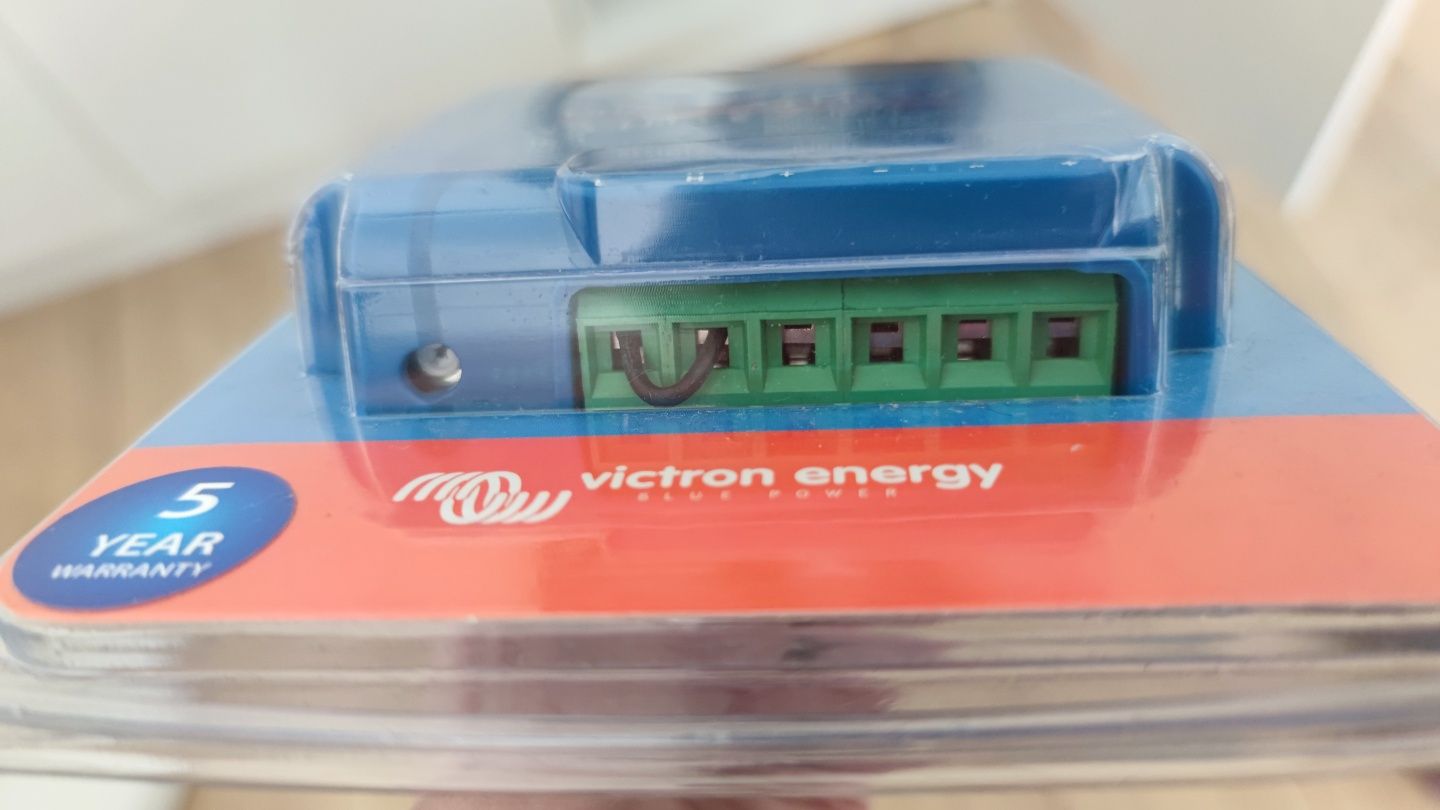 H + - +
victron energy
BLUE POWER
5
YEAR
WARRANTY